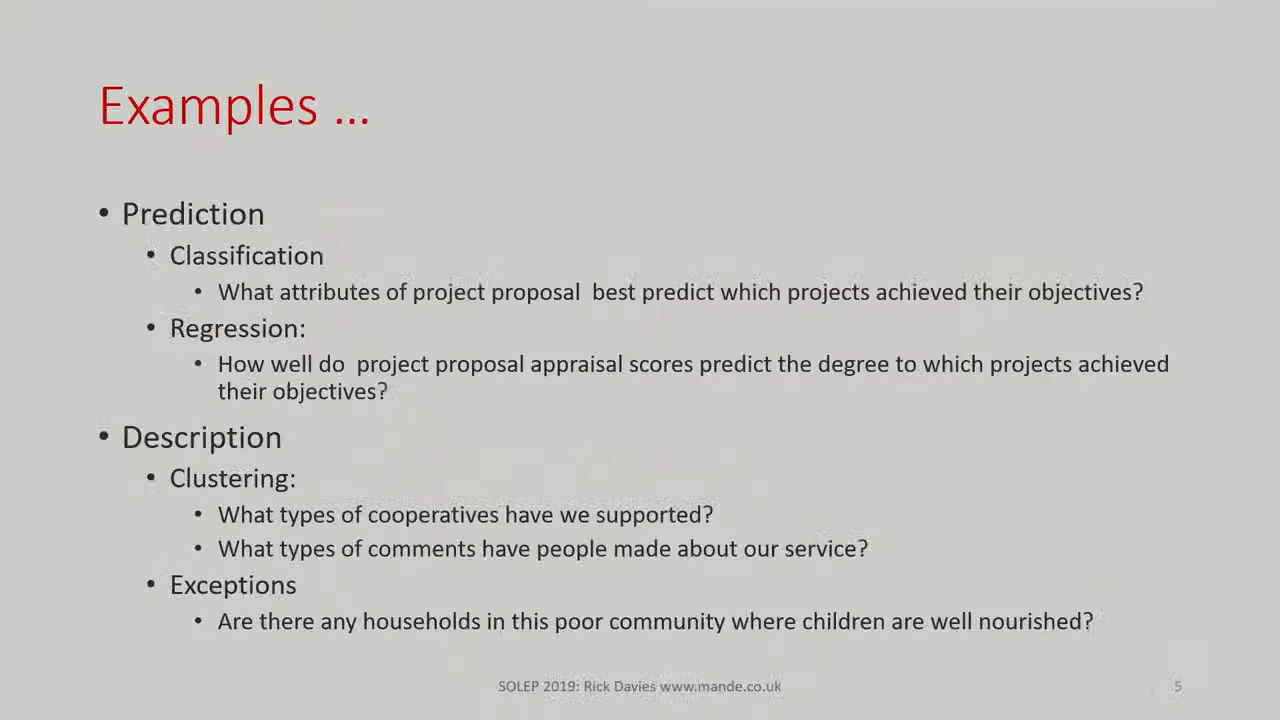 Examples ...
• Prediction
• Classification
• What attributes of project proposal  best predict which projects achieved their objectives?
• Regression:
• How well do  project proposal appraisal scores predict the degree to which projects achieved
their objectives?
• Description
• Clustering:
• What types of cooperatives have we supported?
• What types of comments have people made about our service?
• Exceptions
• Are there any households in this poor community where children are well nourished?
SOLEP 2019: Rick Davies www.mande.co.uk
5